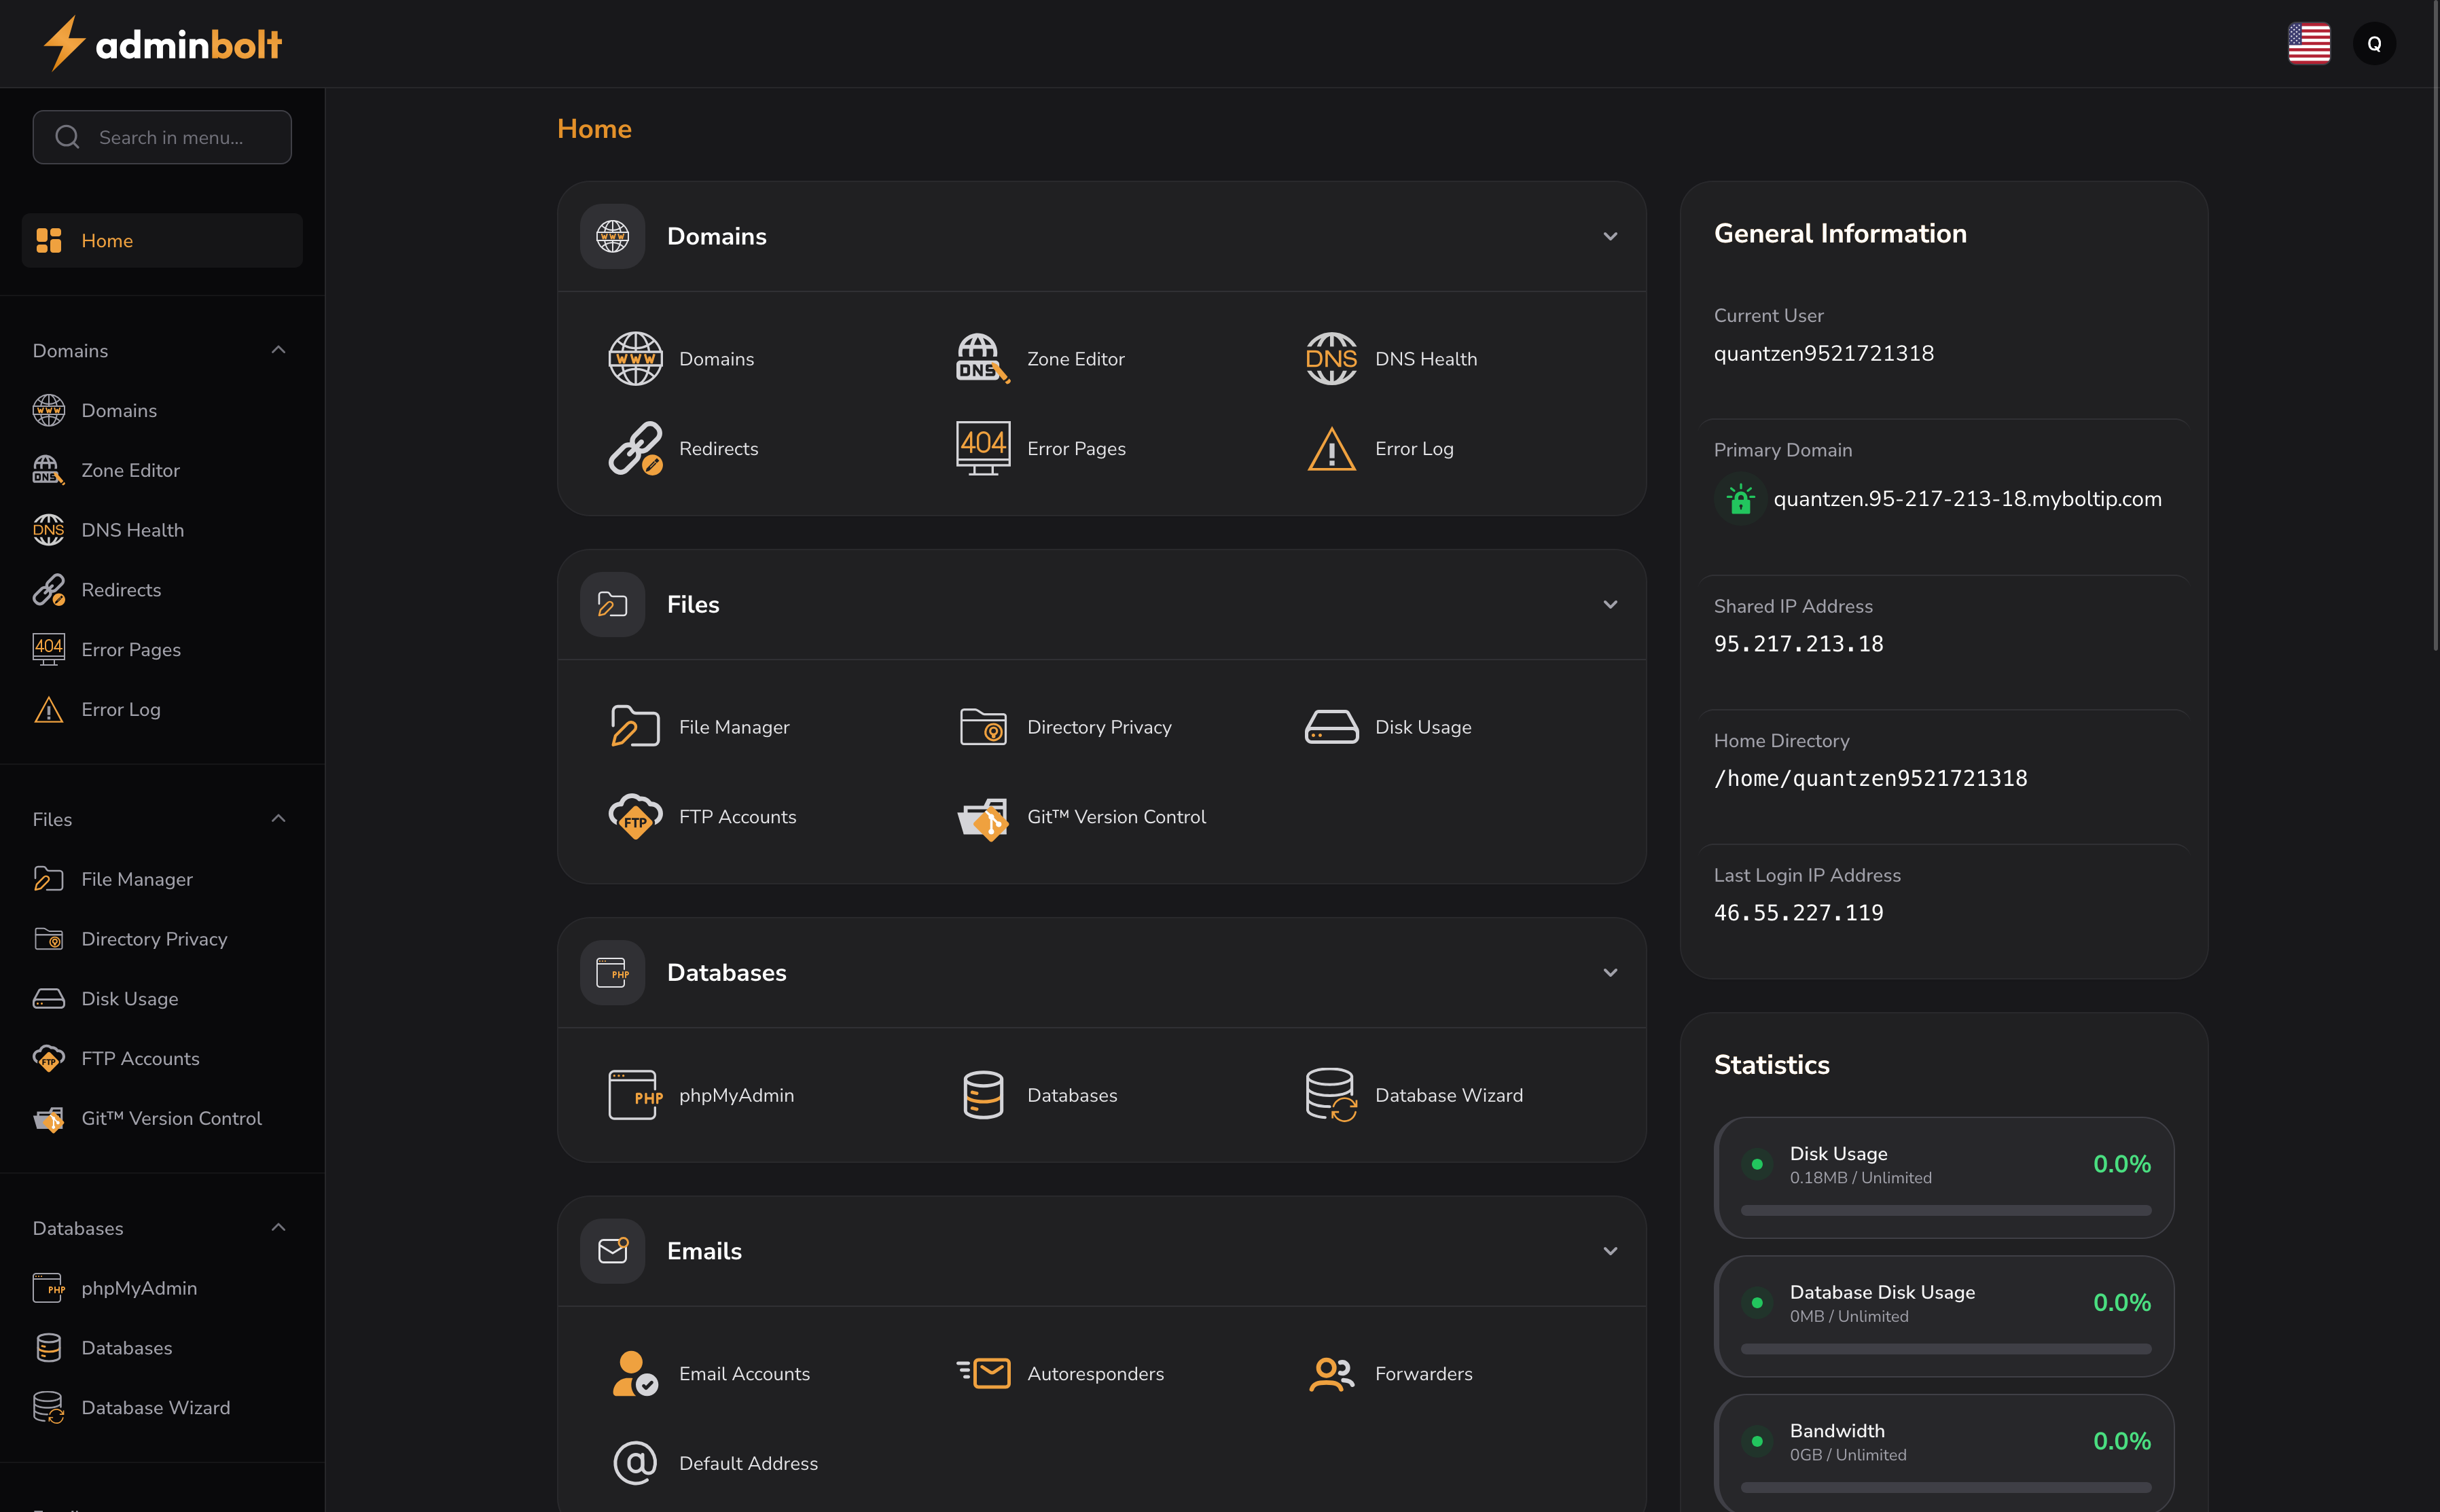 adminbolt
Q
Search in menu...
Home
Domains
Domains
Zone Editor
DNS Health
Redirects
Error Pages
Error Log
Files
File Manager
Directory Privacy
Disk Usage
FTP Accounts
Git™ Version Control
Databases
phpMyAdmin
Databases
Database Wizard
Home
Domains
Domains
Zone Editor
DNS Health
Redirects
Error Pages
Error Log
Files
File Manager
Directory Privacy
Disk Usage
FTP Accounts
Git™ Version Control
Databases
phpMyAdmin
Databases
Database Wizard
Emails
Email Accounts
Autoresponders
Forwarders
Default Address
General Information
Current User
quantzen9521721318
Primary Domain
quantzen.95-217-213-18.myboltip.com
Shared IP Address
95.217.213.18
Home Directory
/home/quantzen9521721318
Last Login IP Address
46.55.227.119
Statistics
Disk Usage
0.18MB / Unlimited
0.0%
Database Disk Usage
0MB / Unlimited
0.0%
Bandwidth
0GB / Unlimited
0.0%